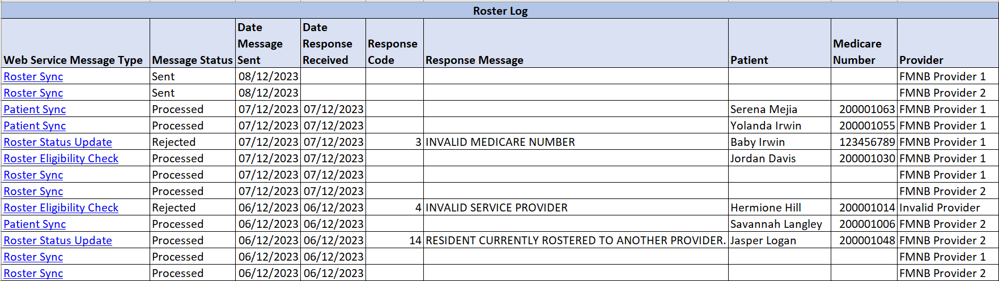 Roster Log
Web Service Message Type Message Status Date Message Sent Date Response Received Response Code Response Message Patient Medicare Number Provider
Roster Sync Sent 08/12/2023 FMNB Provider 1
Roster Sync Sent 08/12/2023 FMNB Provider 2
Patient Sync Processed 07/12/2023 07/12/2023 Serena Mejia 200001063 FMNB Provider 1
Patient Sync Processed 07/12/2023 07/12/2023 Yolanda Irwin 200001055 FMNB Provider 1
Roster Status Update Rejected 07/12/2023 07/12/2023 3 INVALID MEDICARE NUMBER Baby Irwin 123456789 FMNB Provider 1
Roster Eligibility Check Processed 07/12/2023 07/12/2023 Jordan Davis 200001030 FMNB Provider 1
Roster Sync Processed 07/12/2023 07/12/2023 FMNB Provider 1
Roster Sync Processed 07/12/2023 07/12/2023 FMNB Provider 2
Roster Eligibility Check Rejected 06/12/2023 06/12/2023 4 INVALID SERVICE PROVIDER Hermione Hill 200001014 Invalid Provider
Patient Sync Processed 06/12/2023 06/12/2023 Savannah Langley 200001006 FMNB Provider 2
Roster Status Update Processed 06/12/2023 06/12/2023 14 RESIDENT CURRENTLY ROSTERED TO ANOTHER PROVIDER. Jasper Logan 200001048 FMNB Provider 2
Roster Sync Processed 06/12/2023 06/12/2023 FMNB Provider 1
Roster Sync Processed 06/12/2023 06/12/2023 FMNB Provider 2